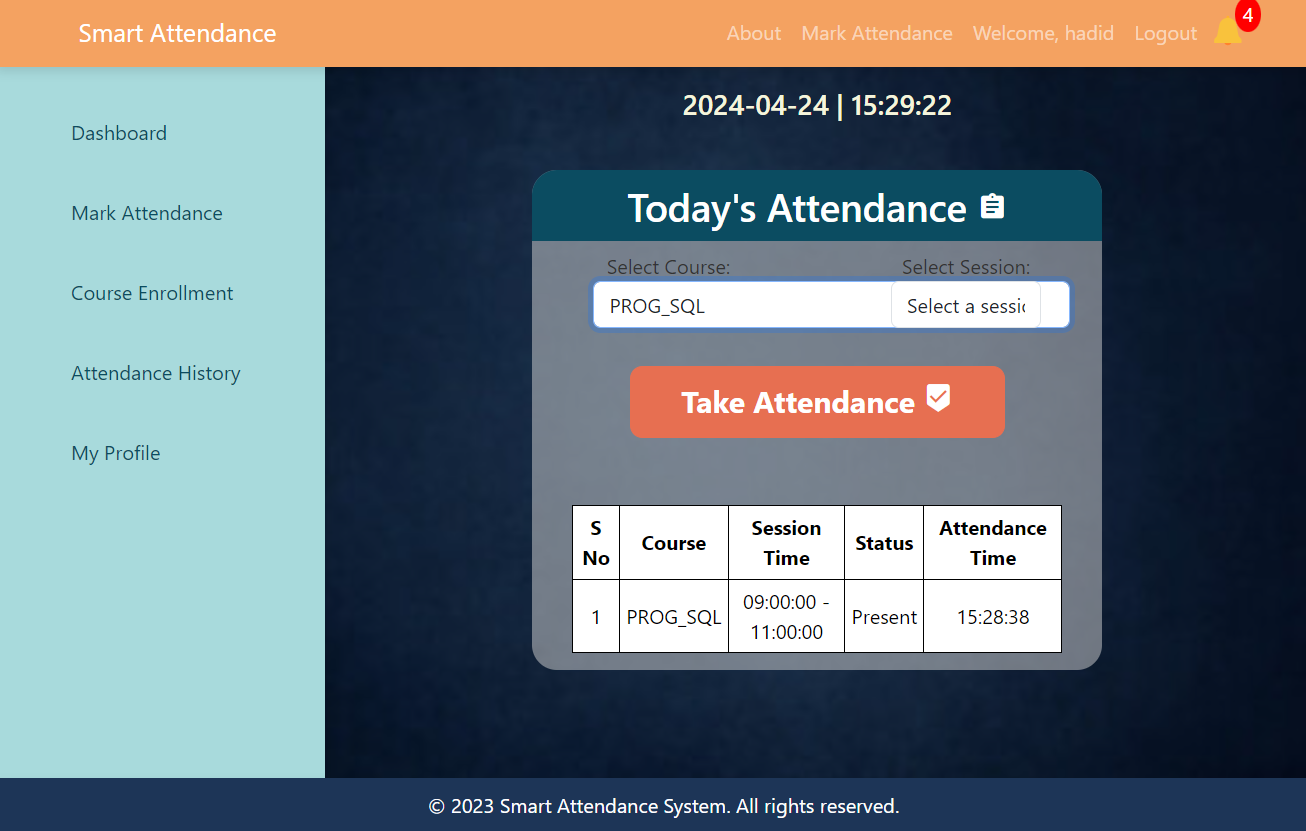 Smart Attendance
About Mark Attendance Welcome, hadid Logout 4
Dashboard
Mark Attendance
Course Enrollment
Attendance History
My Profile
2024-04-24 | 15:29:22
Today's Attendance
Select Course: Select Session:
PROG_SQL Select a sessi
Take Attendance
S No Course Session Time Status Attendance Time
1 PROG_SQL 09:00:00 - 11:00:00 Present 15:28:38
© 2023 Smart Attendance System. All rights reserved.